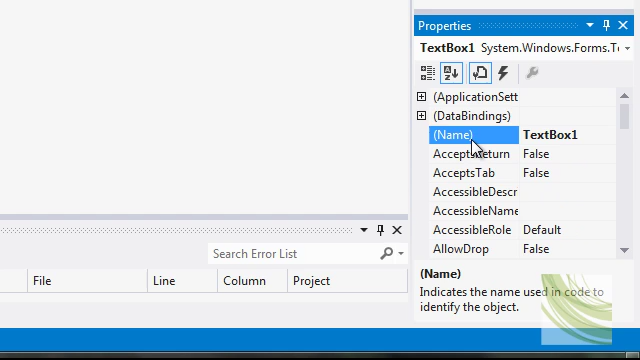 Properties
TextBox1 System.Windows.Forms.Te
(ApplicationSett
(DataBindings)
(Name) TextBox1
AcceptsReturn False
AcceptsTab False
AccessibleDescr
AccessibleName
AccessibleRole Default
AllowDrop False
Search Error List
File Line Column Project
(Name)
Indicates the name used in code to
identify the object.